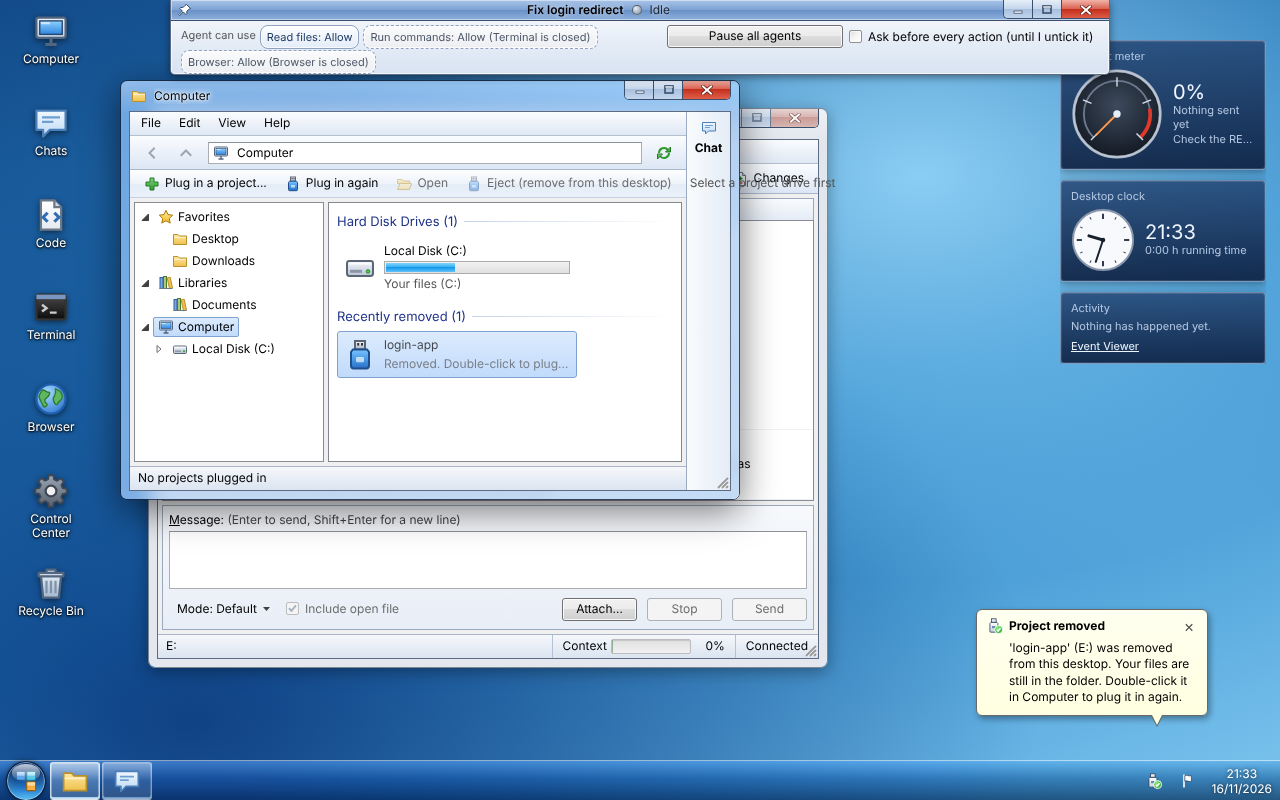 Fix login redirect
Idle
Agent can use
Read files: Allow
Run commands: Allow (Terminal is closed)
Browser: Allow (Browser is closed)
Pause all agents
Ask before every action (until I untick it)
Computer
Chats
Code
Terminal
Browser
Control
Center
Recycle Bin
Computer
File
Edit
View
Help
Computer
Plug in a project...
Plug in again
Open
Eject (remove from this desktop)
Select a project drive first
Chat
Changes
Favorites
Desktop
Downloads
Libraries
Documents
Computer
Local Disk (C:)
Hard Disk Drives (1)
Local Disk (C:)
Your files (C:)
Recently removed (1)
login-app
Removed. Double-click to plug...
No projects plugged in
as
Message: (Enter to send, Shift+Enter for a new line)
Mode: Default
Include open file
Attach...
Stop
Send
E:
Context
0%
Connected
meter
0%
Nothing sent
yet
Check the RE...
Desktop clock
21:33
0:00 h running time
Activity
Nothing has happened yet.
Event Viewer
Project removed
'login-app' (E:) was removed
from this desktop. Your files are
still in the folder. Double-click it
in Computer to plug it in again.
21:33
16/11/2026